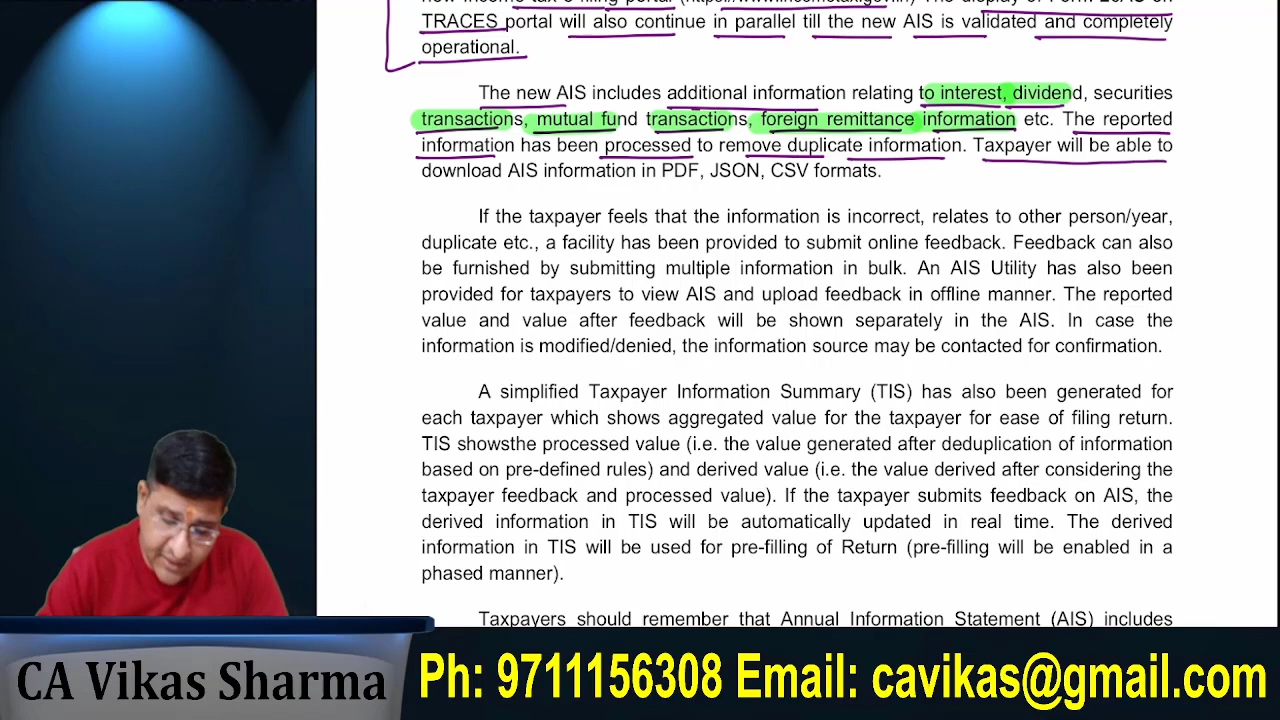 TRACES portal will also continue in parallel till the new AIS is validated and completely
operational.
The new AIS includes additional information relating to interest, dividend, securities
transactions, mutual fund transactions, foreign remittance information etc. The reported
information has been processed to remove duplicate information. Taxpayer will be able to
download AIS information in PDF, JSON, CSV formats.
If the taxpayer feels that the information is incorrect, relates to other person/year,
duplicate etc., a facility has been provided to submit online feedback. Feedback can also
be furnished by submitting multiple information in bulk. An AIS Utility has also been
provided for taxpayers to view AIS and upload feedback in offline manner. The reported
value and value after feedback will be shown separately in the AIS. In case the
information is modified/denied, the information source may be contacted for confirmation.
A simplified Taxpayer Information Summary (TIS) has also been generated for
each taxpayer which shows aggregated value for the taxpayer for ease of filing return.
TIS showsthe processed value (i.e. the value generated after deduplication of information
based on pre-defined rules) and derived value (i.e. the value derived after considering the
taxpayer feedback and processed value). If the taxpayer submits feedback on AIS, the
derived information in TIS will be automatically updated in real time. The derived
information in TIS will be used for pre-filling of Return (pre-filling will be enabled in a
phased manner).
Taxpayers should remember that Annual Information Statement (AIS) includes
CA Vikas Sharma
Ph: 9711156308 Email: cavikas@gmail.com